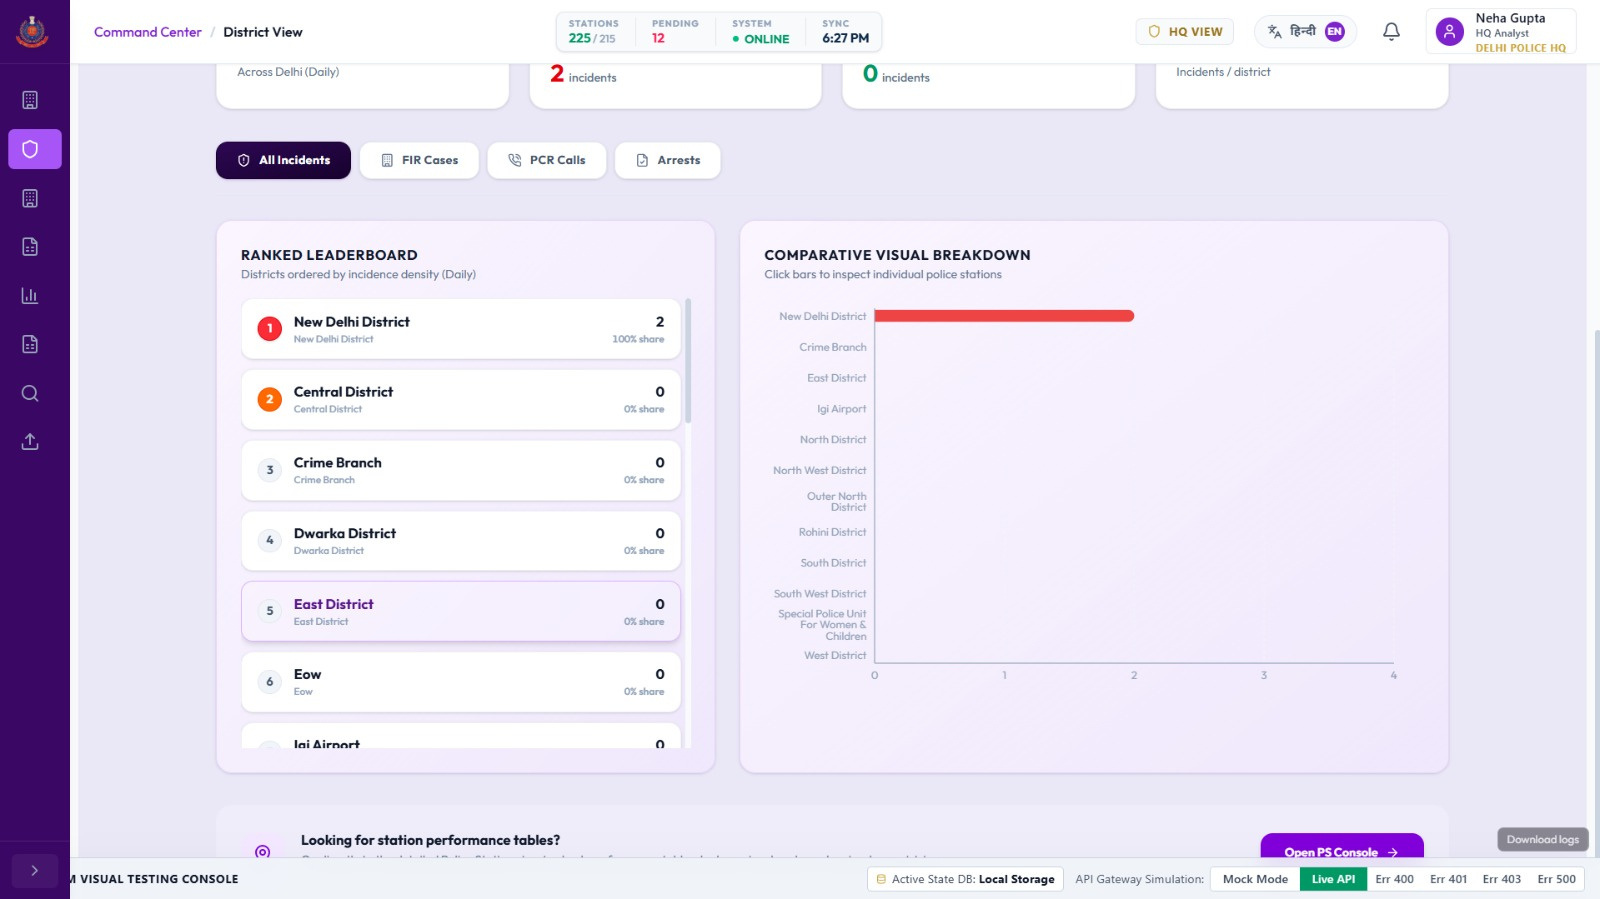 Command Center / District View
STATIONS
225 / 215
PENDING
12
SYSTEM
ONLINE
SYNC
6:27 PM
HQ VIEW
हिन्दी EN
Neha Gupta
HQ Analyst
DELHI POLICE HQ
Across Delhi (Daily)
2 incidents
0 incidents
Incidents / district
All Incidents
FIR Cases
PCR Calls
Arrests
RANKED LEADERBOARD
Districts ordered by incidence density (Daily)
1 New Delhi District 2
New Delhi District 100% share
2 Central District 0
Central District 0% share
3 Crime Branch 0
Crime Branch 0% share
4 Dwarka District 0
Dwarka District 0% share
5 East District 0
East District 0% share
6 Eow 0
Eow 0% share
Igi Airport 0
COMPARATIVE VISUAL BREAKDOWN
Click bars to inspect individual police stations
New Delhi District
Crime Branch
East District
Igi Airport
North District
North West District
Outer North
District
Rohini District
South District
South West District
Special Police Unit
For Women &
Children
West District
0 1 2 3 4
Looking for station performance tables?
Open PS Console →
Download logs
M VISUAL TESTING CONSOLE
Active State DB: Local Storage
API Gateway Simulation:
Mock Mode
Live API
Err 400
Err 401
Err 403
Err 500